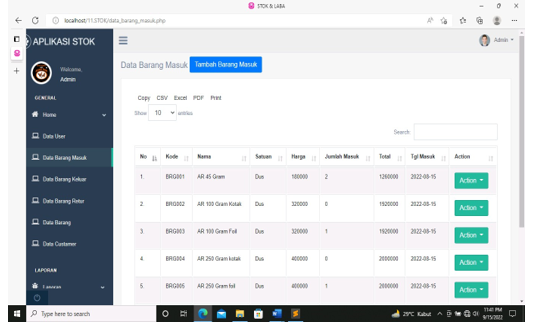 STOK & LABA
localhost/11STOK/data_barang_masuk.php
APLIKASI STOK
Admin
Welcome,
Admin
Data Barang Masuk Tambah Barang Masuk
GENERAL
Home
Data User
Data Barang Masuk
Data Barang Keluar
Data Barang Retur
Data Barang
Data Customer
LAPORAN
Laporan
Copy CSV Excel PDF Print
Show 10 entries
Search:
No Kode Nama Satuan Harga Jumlah Masuk Total Tgl Masuk Action
1 BRG001 AR 45 Gram Dus 180000 2 1260000 2022-08-15 Action
2 BRG002 AR 100 Gram Kotak Dus 320000 0 1920000 2022-08-15 Action
3 BRG003 AR 100 Gram Foil Dus 320000 1 1920000 2022-08-15 Action
4 BRG004 AR 250 Gram kotak Dus 400000 0 2000000 2022-08-15 Action
5 BRG005 AR 250 Gram foil Dus 400000 1 2000000 2022-08-15 Action
Type here to search
29°C Kabut
11:41 PM
8/15/2022